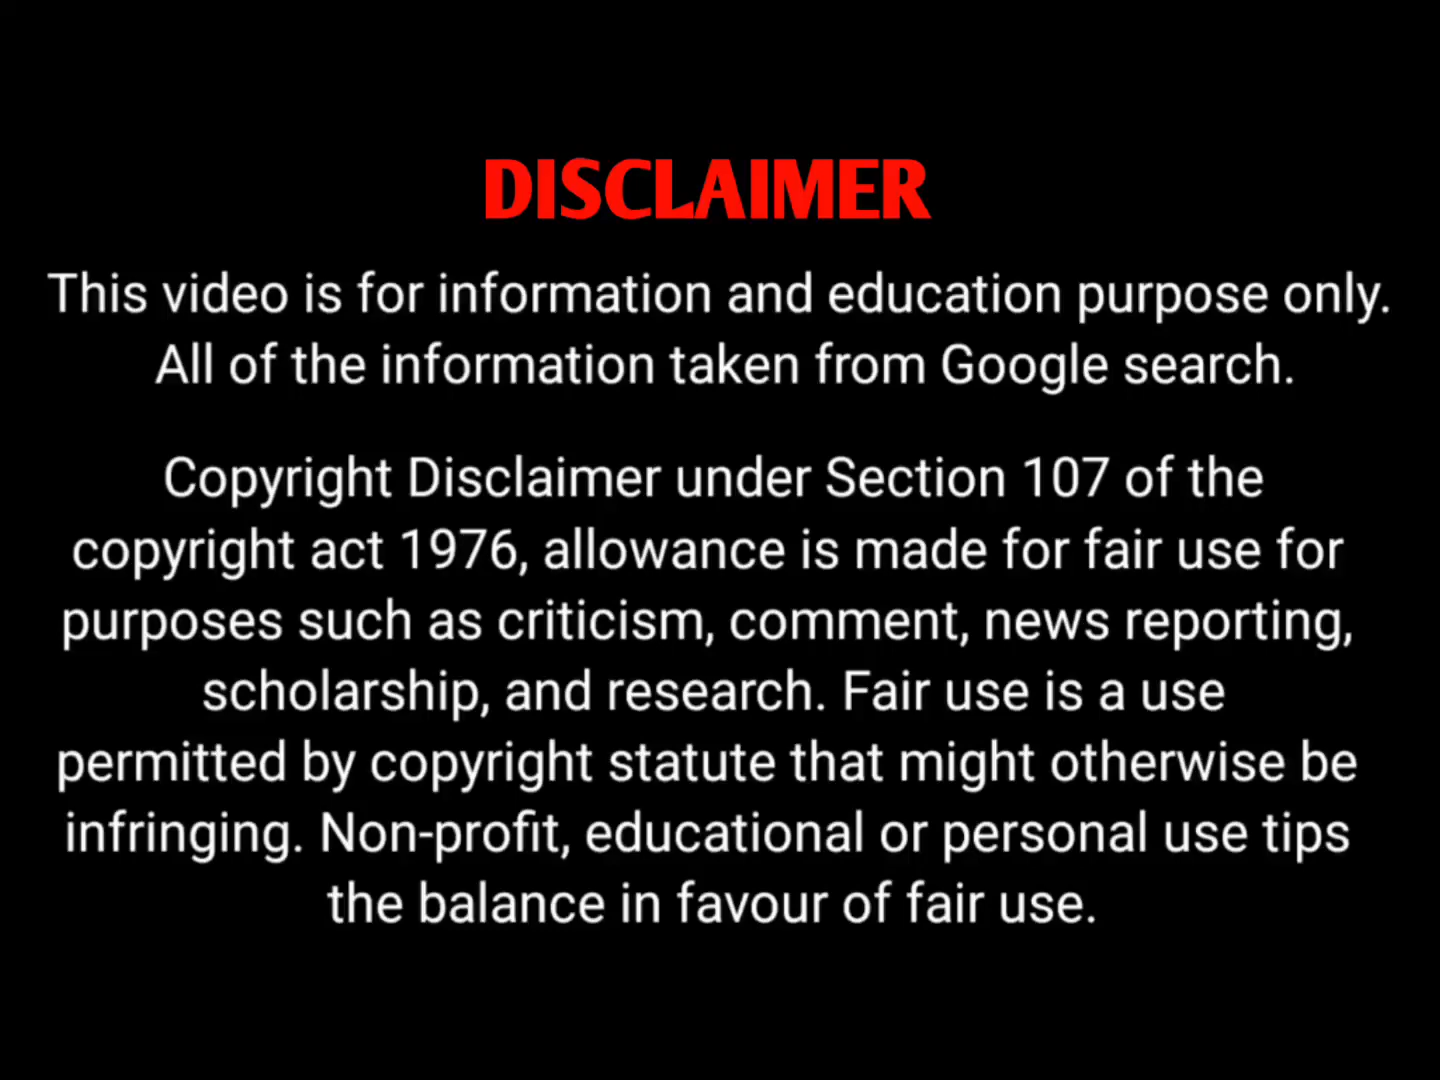 DISCLAIMER
This video is for information and education purpose only.
All of the information taken from Google search.
Copyright Disclaimer under Section 107 of the
copyright act 1976, allowance is made for fair use for
purposes such as criticism, comment, news reporting,
scholarship, and research. Fair use is a use
permitted by copyright statute that might otherwise be
infringing. Non-profit, educational or personal use tips
the balance in favour of fair use.